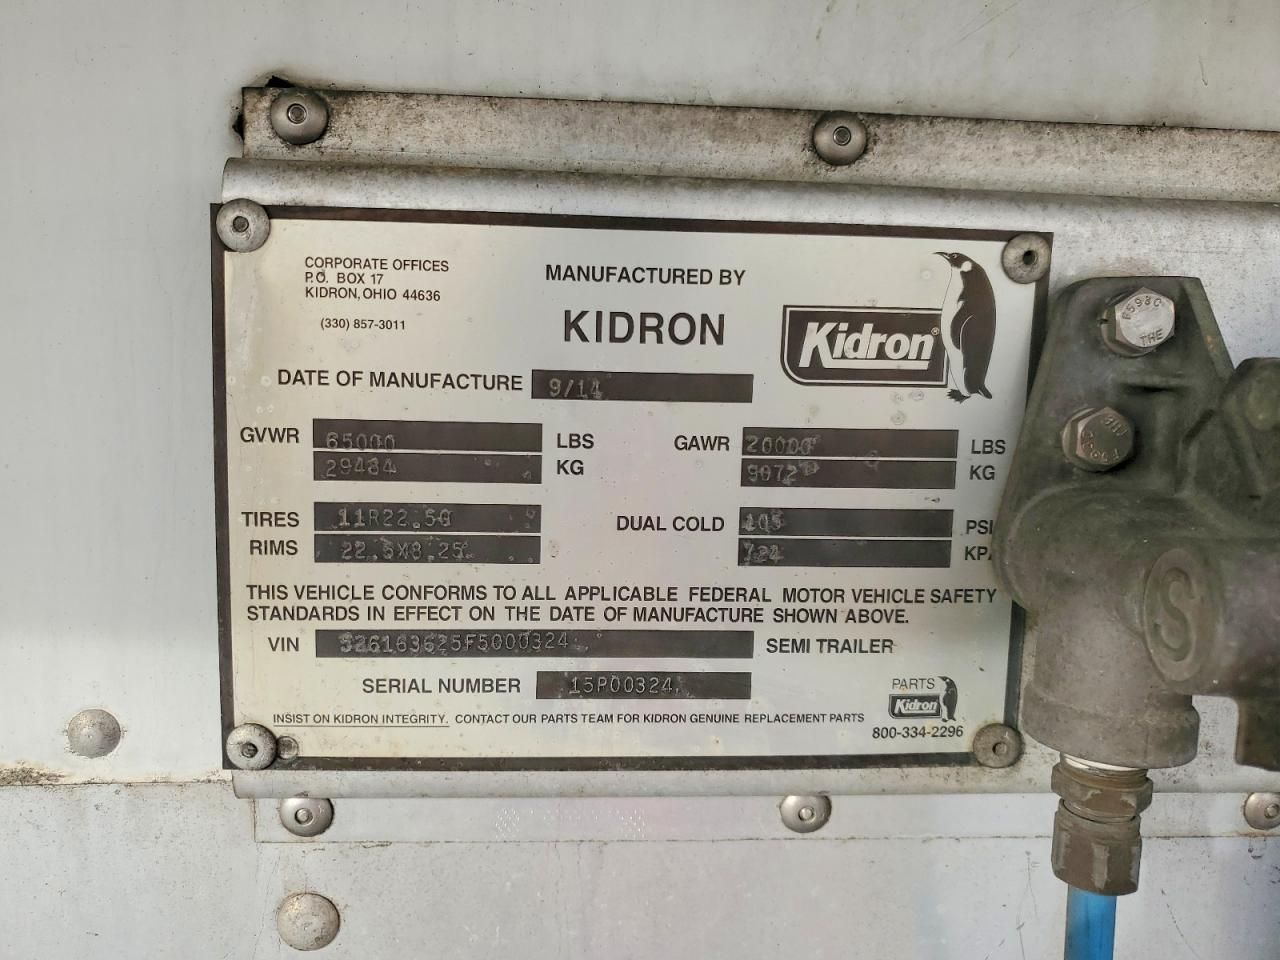 CORPORATE OFFICES
P.O. BOX 17
KIDRON, OHIO 44636
(330) 857-3011
MANUFACTURED BY
KIDRON
Kidron®
DATE OF MANUFACTURE 9/14
GVWR 65000 LBS GAWR 20000 LBS
29484 KG 9072 KG
TIRES 11R22.5G DUAL COLD 105 PSI
RIMS 22.5X8.25 724 KPA
THIS VEHICLE CONFORMS TO ALL APPLICABLE FEDERAL MOTOR VEHICLE SAFETY
STANDARDS IN EFFECT ON THE DATE OF MANUFACTURE SHOWN ABOVE.
VIN SEMI TRAILER
SERIAL NUMBER 15P00324
PARTS
Kidron
INSIST ON KIDRON INTEGRITY. CONTACT OUR PARTS TEAM FOR KIDRON GENUINE REPLACEMENT PARTS
800-334-2296
F593C
THE
S